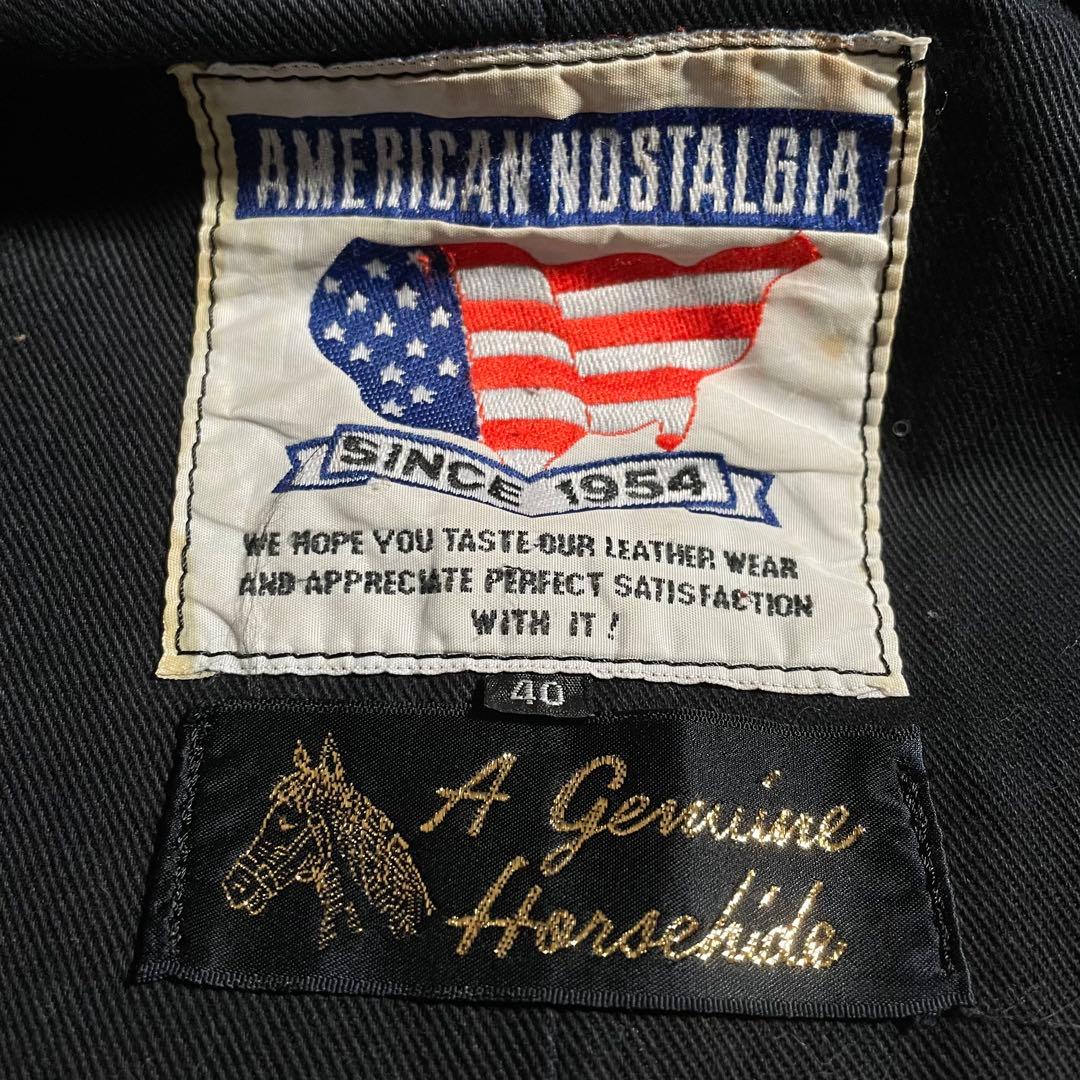 AMERICAN NOSTALGIA
SINCE 1954
WE HOPE YOU TASTE OUR LEATHER WEAR
AND APPRECIATE PERFECT SATISFACTION
WITH IT!
40
A Genuine
Horsehide